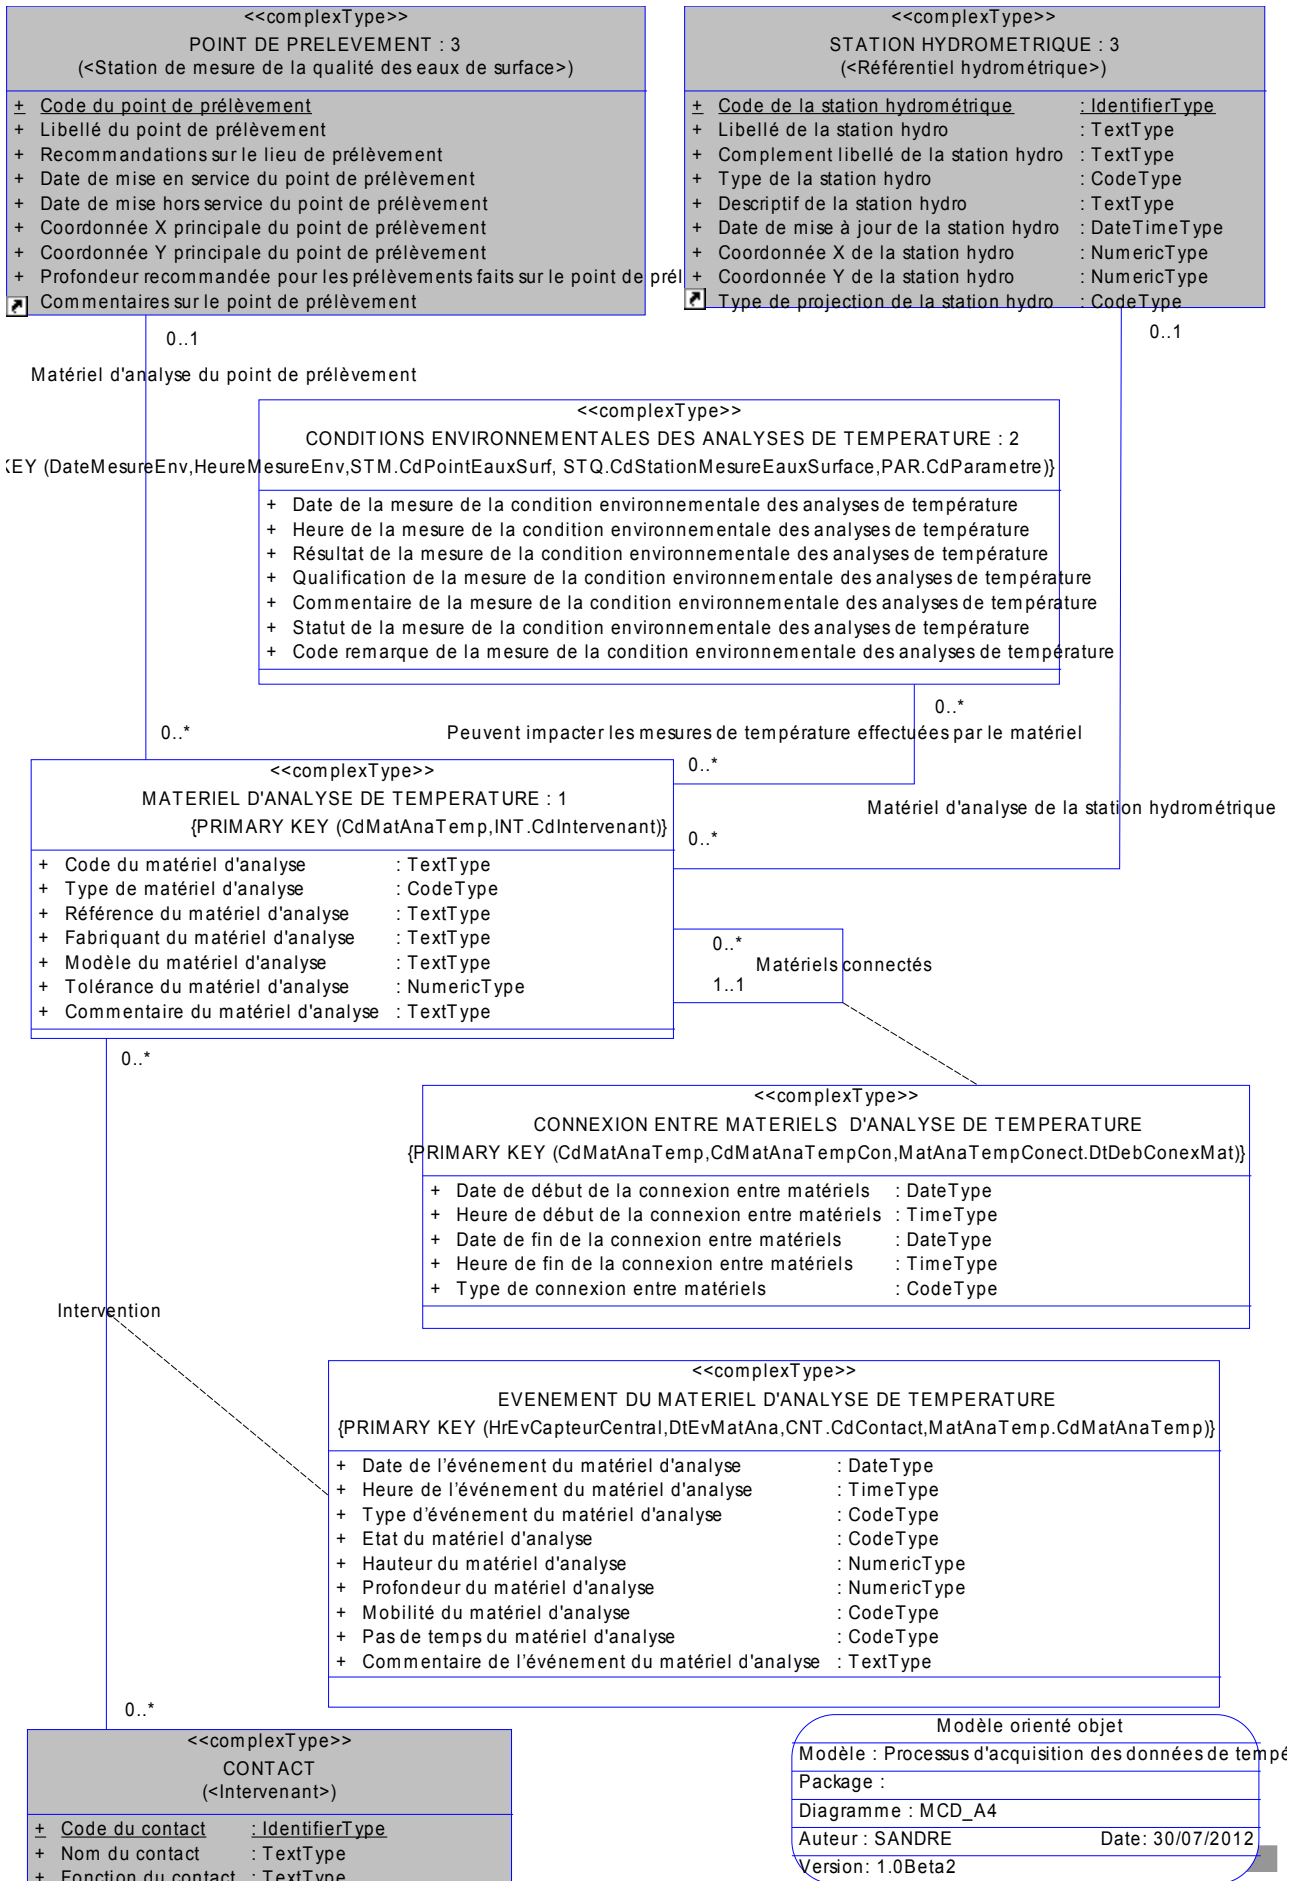 <<complexType>>
POINT DE PRELEVEMENT : 3
(<Station de mesure de la qualité des eaux de surface>)
+ Code du point de prélèvement
+ Libellé du point de prélèvement
+ Recommandations sur le lieu de prélèvement
+ Date de mise en service du point de prélèvement
+ Date de mise hors service du point de prélèvement
+ Coordonnée X principale du point de prélèvement
+ Coordonnée Y principale du point de prélèvement
+ Profondeur recommandée pour les prélèvements faits sur le point de prél
Commentaires sur le point de prélèvement
<<complexType>>
STATION HYDROMETRIQUE : 3
(<Référentiel hydrométrique>)
+ Code de la station hydrométrique : IdentifierType
+ Libellé de la station hydro : TextType
+ Complement libellé de la station hydro : TextType
+ Type de la station hydro : CodeType
+ Descriptif de la station hydro : TextType
+ Date de mise à jour de la station hydro : DateTimeType
+ Coordonnée X de la station hydro : NumericType
+ Coordonnée Y de la station hydro : NumericType
Type de projection de la station hydro : CodeType
0..1
0..1
Matériel d'analyse du point de prélèvement
<<complexType>>
CONDITIONS ENVIRONNEMENTALES DES ANALYSES DE TEMPERATURE : 2
KEY (DateMesureEnv,HeureMesureEnv,STM.CdPointEauxSurf, STQ.CdStationMesureEauxSurface,PAR.CdParametre)}
+ Date de la mesure de la condition environnementale des analyses de température
+ Heure de la mesure de la condition environnementale des analyses de température
+ Résultat de la mesure de la condition environnementale des analyses de température
+ Qualification de la mesure de la condition environnementale des analyses de température
+ Commentaire de la mesure de la condition environnementale des analyses de température
+ Statut de la mesure de la condition environnementale des analyses de température
+ Code remarque de la mesure de la condition environnementale des analyses de température
0..*
0..*
Peuvent impacter les mesures de température effectuées par le matériel
0..*
Matériel d'analyse de la station hydrométrique
0..*
<<complexType>>
MATERIEL D'ANALYSE DE TEMPERATURE : 1
{PRIMARY KEY (CdMatAnaTemp,INT.CdIntervenant)}
+ Code du matériel d'analyse : TextType
+ Type de matériel d'analyse : CodeType
+ Référence du matériel d'analyse : TextType
+ Fabriquant du matériel d'analyse : TextType
+ Modèle du matériel d'analyse : TextType
+ Tolérance du matériel d'analyse : NumericType
+ Commentaire du matériel d'analyse : TextType
0..*
Matériels connectés
1..1
0..*
<<complexType>>
CONNEXION ENTRE MATERIELS D'ANALYSE DE TEMPERATURE
{PRIMARY KEY (CdMatAnaTemp,CdMatAnaTempCon,MatAnaTempConect.DtDebConexMat)}
+ Date de début de la connexion entre matériels : DateType
+ Heure de début de la connexion entre matériels : TimeType
+ Date de fin de la connexion entre matériels : DateType
+ Heure de fin de la connexion entre matériels : TimeType
+ Type de connexion entre matériels : CodeType
Intervention
<<complexType>>
EVENEMENT DU MATERIEL D'ANALYSE DE TEMPERATURE
{PRIMARY KEY (HrEvCapteurCentral,DtEvMatAna,CNT.CdContact,MatAnaTemp.CdMatAnaTemp)}
+ Date de l’événement du matériel d'analyse : DateType
+ Heure de l’événement du matériel d'analyse : TimeType
+ Type d’événement du matériel d'analyse : CodeType
+ Etat du matériel d'analyse : CodeType
+ Hauteur du matériel d'analyse : NumericType
+ Profondeur du matériel d'analyse : NumericType
+ Mobilité du matériel d'analyse : CodeType
+ Pas de temps du matériel d'analyse : CodeType
+ Commentaire de l’événement du matériel d'analyse : TextType
0..*
<<complexType>>
CONTACT
(<Intervenant>)
+ Code du contact : IdentifierType
+ Nom du contact : TextType
+ Fonction du contact : TextType
Modèle orienté objet
Modèle : Processus d'acquisition des données de tempé
Package :
Diagramme : MCD_A4
Auteur : SANDRE Date: 30/07/2012
Version: 1.0Beta2